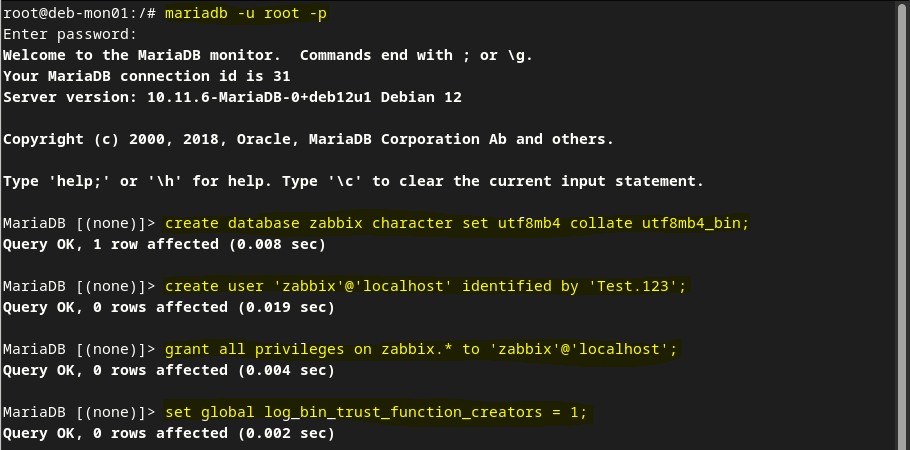 root@deb-mon01:/# mariadb -u root -p
Enter password:
Welcome to the MariaDB monitor.  Commands end with ; or \g.
Your MariaDB connection id is 31
Server version: 10.11.6-MariaDB-0+deb12u1 Debian 12

Copyright (c) 2000, 2018, Oracle, MariaDB Corporation Ab and others.

Type 'help;' or '\h' for help. Type '\c' to clear the current input statement.

MariaDB [(none)]> create database zabbix character set utf8mb4 collate utf8mb4_bin;
Query OK, 1 row affected (0.008 sec)

MariaDB [(none)]> create user 'zabbix'@'localhost' identified by 'Test.123';
Query OK, 0 rows affected (0.019 sec)

MariaDB [(none)]> grant all privileges on zabbix.* to 'zabbix'@'localhost';
Query OK, 0 rows affected (0.004 sec)

MariaDB [(none)]> set global log_bin_trust_function_creators = 1;
Query OK, 0 rows affected (0.002 sec)